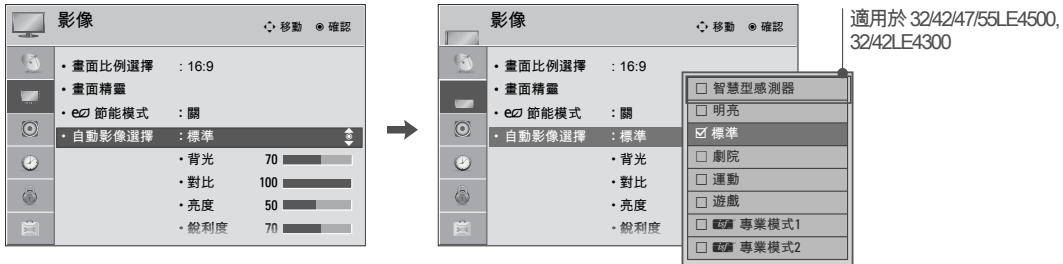 影像
移動 確認
• 畫面比例選擇 : 16:9
• 畫面精靈
• 節能模式 : 關
• 自動影像選擇 : 標準
• 背光 70
• 對比 100
• 亮度 50
• 銳利度 70
影像
移動 確認
• 畫面比例選擇 : 16:9
• 畫面精靈
• 節能模式 : 關
• 自動影像選擇 : 標準
• 背光
• 對比
• 亮度
• 銳利度
智慧型感測器
明亮
標準
劇院
運動
遊戲
專業模式1
專業模式2
適用於 32/42/47/55LE4500,
32/42LE4300